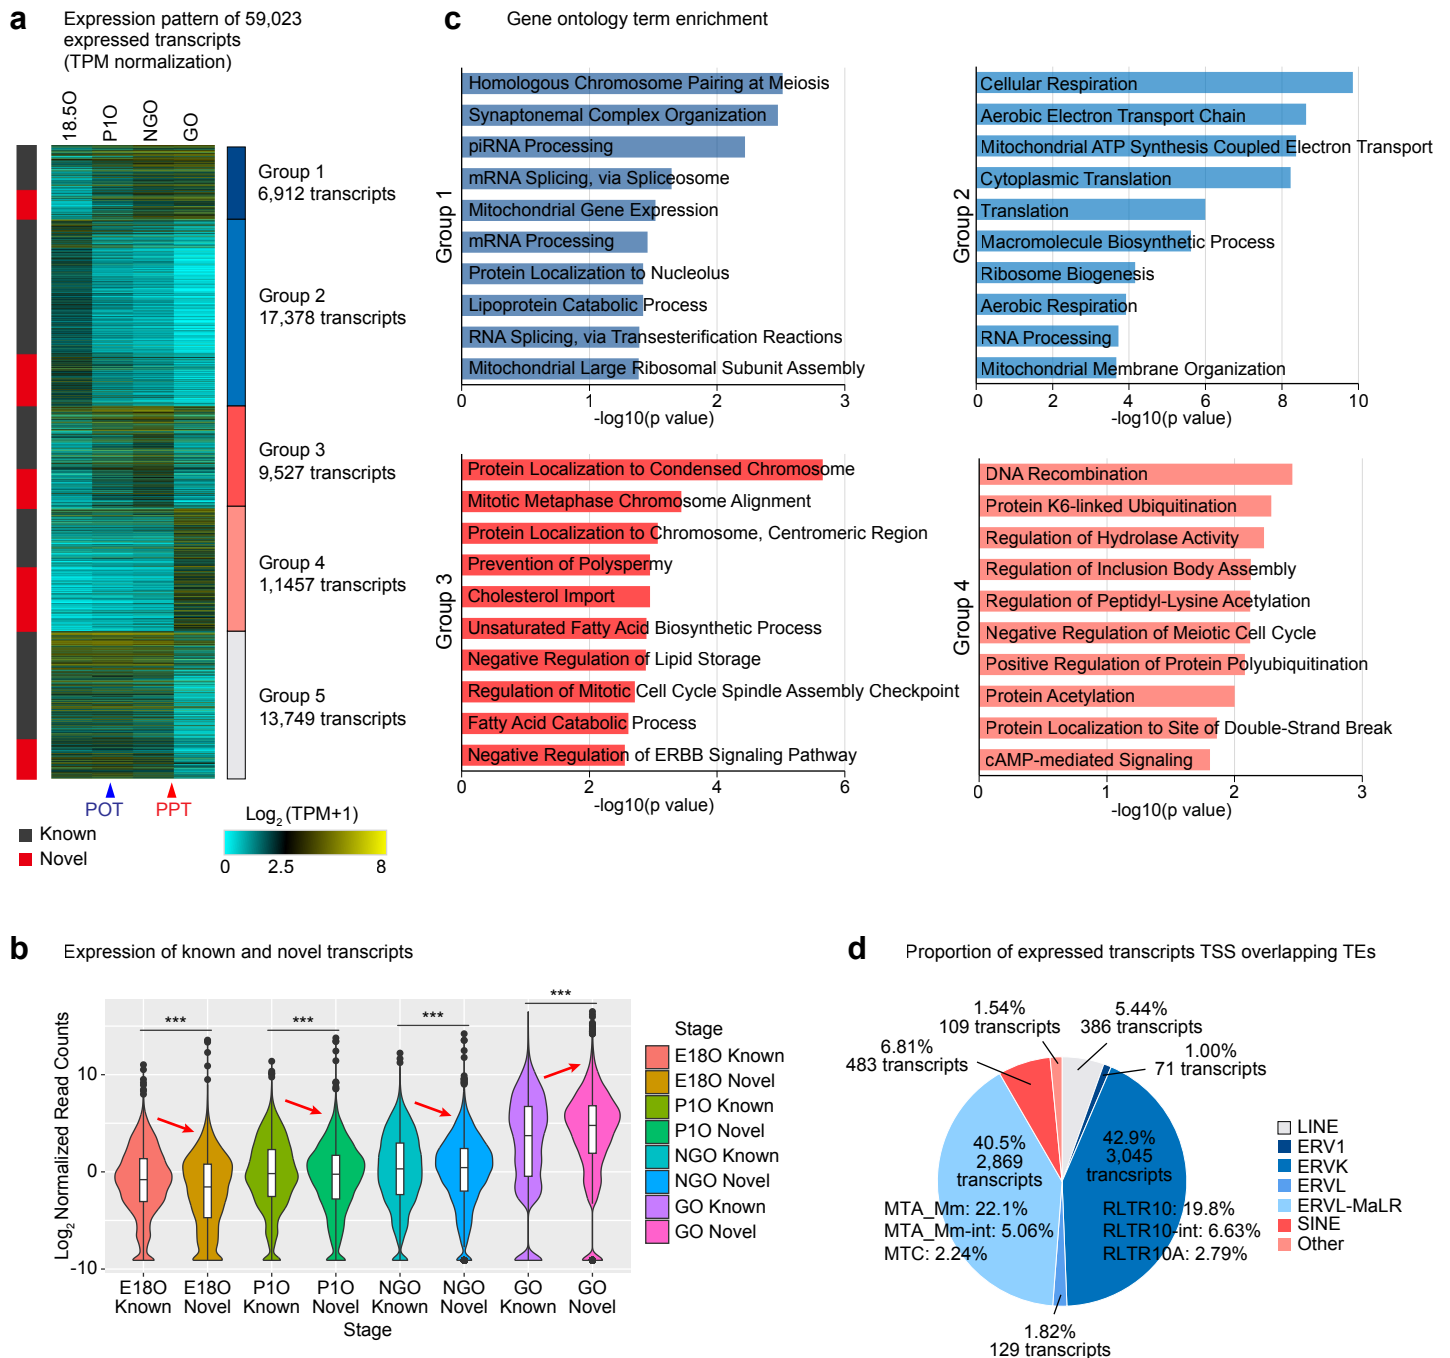 a
Expression pattern of 59,023
expressed transcripts
(TPM normalization)
18.5O
P1O
NGO
GO
Group 1
6,912 transcripts
Group 2
17,378 transcripts
Group 3
9,527 transcripts
Group 4
1,1457 transcripts
Group 5
13,749 transcripts
POT
PPT
Known
Novel
Log2 (TPM+1)
0
2.5
8
c
Gene ontology term enrichment
Group 1
Homologous Chromosome Pairing at Meiosis
Synaptonemal Complex Organization
piRNA Processing
mRNA Splicing, via Spliceosome
Mitochondrial Gene Expression
mRNA Processing
Protein Localization to Nucleolus
Lipoprotein Catabolic Process
RNA Splicing, via Transesterification Reactions
Mitochondrial Large Ribosomal Subunit Assembly
0
1
2
3
-log10(p value)
Group 2
Cellular Respiration
Aerobic Electron Transport Chain
Mitochondrial ATP Synthesis Coupled Electron Transport
Cytoplasmic Translation
Translation
Macromolecule Biosynthetic Process
Ribosome Biogenesis
Aerobic Respiration
RNA Processing
Mitochondrial Membrane Organization
0
2
4
6
8
10
-log10(p value)
Group 3
Protein Localization to Condensed Chromosome
Mitotic Metaphase Chromosome Alignment
Protein Localization to Chromosome, Centromeric Region
Prevention of Polyspermy
Cholesterol Import
Unsaturated Fatty Acid Biosynthetic Process
Negative Regulation of Lipid Storage
Regulation of Mitotic Cell Cycle Spindle Assembly Checkpoint
Fatty Acid Catabolic Process
Negative Regulation of ERBB Signaling Pathway
0
2
4
6
-log10(p value)
Group 4
DNA Recombination
Protein K6-linked Ubiquitination
Regulation of Hydrolase Activity
Regulation of Inclusion Body Assembly
Regulation of Peptidyl-Lysine Acetylation
Negative Regulation of Meiotic Cell Cycle
Positive Regulation of Protein Polyubiquitination
Protein Acetylation
Protein Localization to Site of Double-Strand Break
cAMP-mediated Signaling
0
1
2
3
-log10(p value)
b
Expression of known and novel transcripts
Log2 Normalized Read Counts
10
0
-10
***
***
***
***
E18O
Known
E18O
Novel
P1O
Known
P1O
Novel
NGO
Known
NGO
Novel
GO
Known
GO
Novel
Stage
Stage
E18O Known
E18O Novel
P1O Known
P1O Novel
NGO Known
NGO Novel
GO Known
GO Novel
d
Proportion of expressed transcripts TSS overlapping TEs
1.54%
109 transcripts
5.44%
386 transcripts
6.81%
483 transcripts
1.00%
71 transcripts
40.5%
2,869
transcripts
42.9%
3,045
trancsripts
MTA_Mm: 22.1%
MTA_Mm-int: 5.06%
MTC: 2.24%
RLTR10: 19.8%
RLTR10-int: 6.63%
RLTR10A: 2.79%
1.82%
129 transcripts
LINE
ERV1
ERVK
ERVL
ERVL-MaLR
SINE
Other